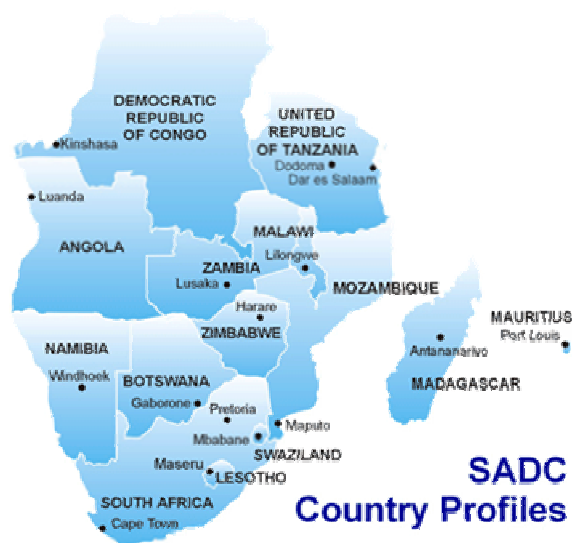 DEMOCRATIC
REPUBLIC
OF CONGO
Kinshasa
UNITED
REPUBLIC
OF TANZANIA
Dodoma
Dar es Salaam
Luanda
ANGOLA
MALAWI
Lilongwe
ZAMBIA
Lusaka
MOZAMBIQUE
Harare
ZIMBABWE
MAURITIUS
Port Louis
Antananarivo
MADAGASCAR
NAMIBIA
Windhoek
BOTSWANA
Gaborone
Pretoria
Mbabane
Maputo
SWAZILAND
Maseru
LESOTHO
SOUTH AFRICA
Cape Town
SADC
Country Profiles